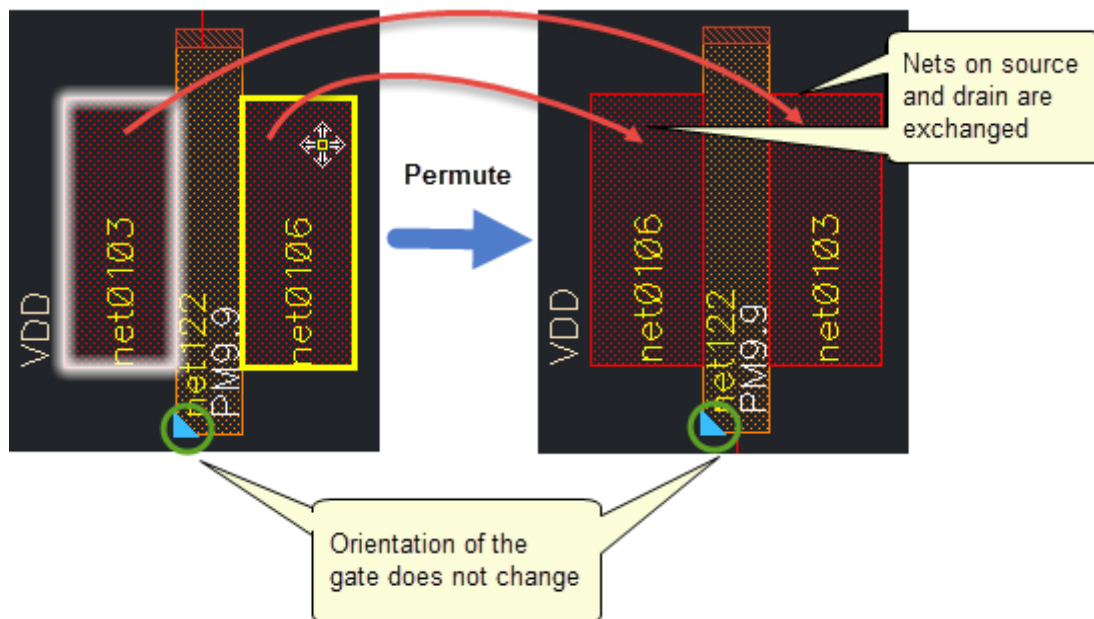 Nets on source
and drain are
exchanged
Permute
VDD
net0103
net122
PM9.9
net0106
VDD
net0106
net122
PM9.9
net0103
Orientation of the
gate does not change